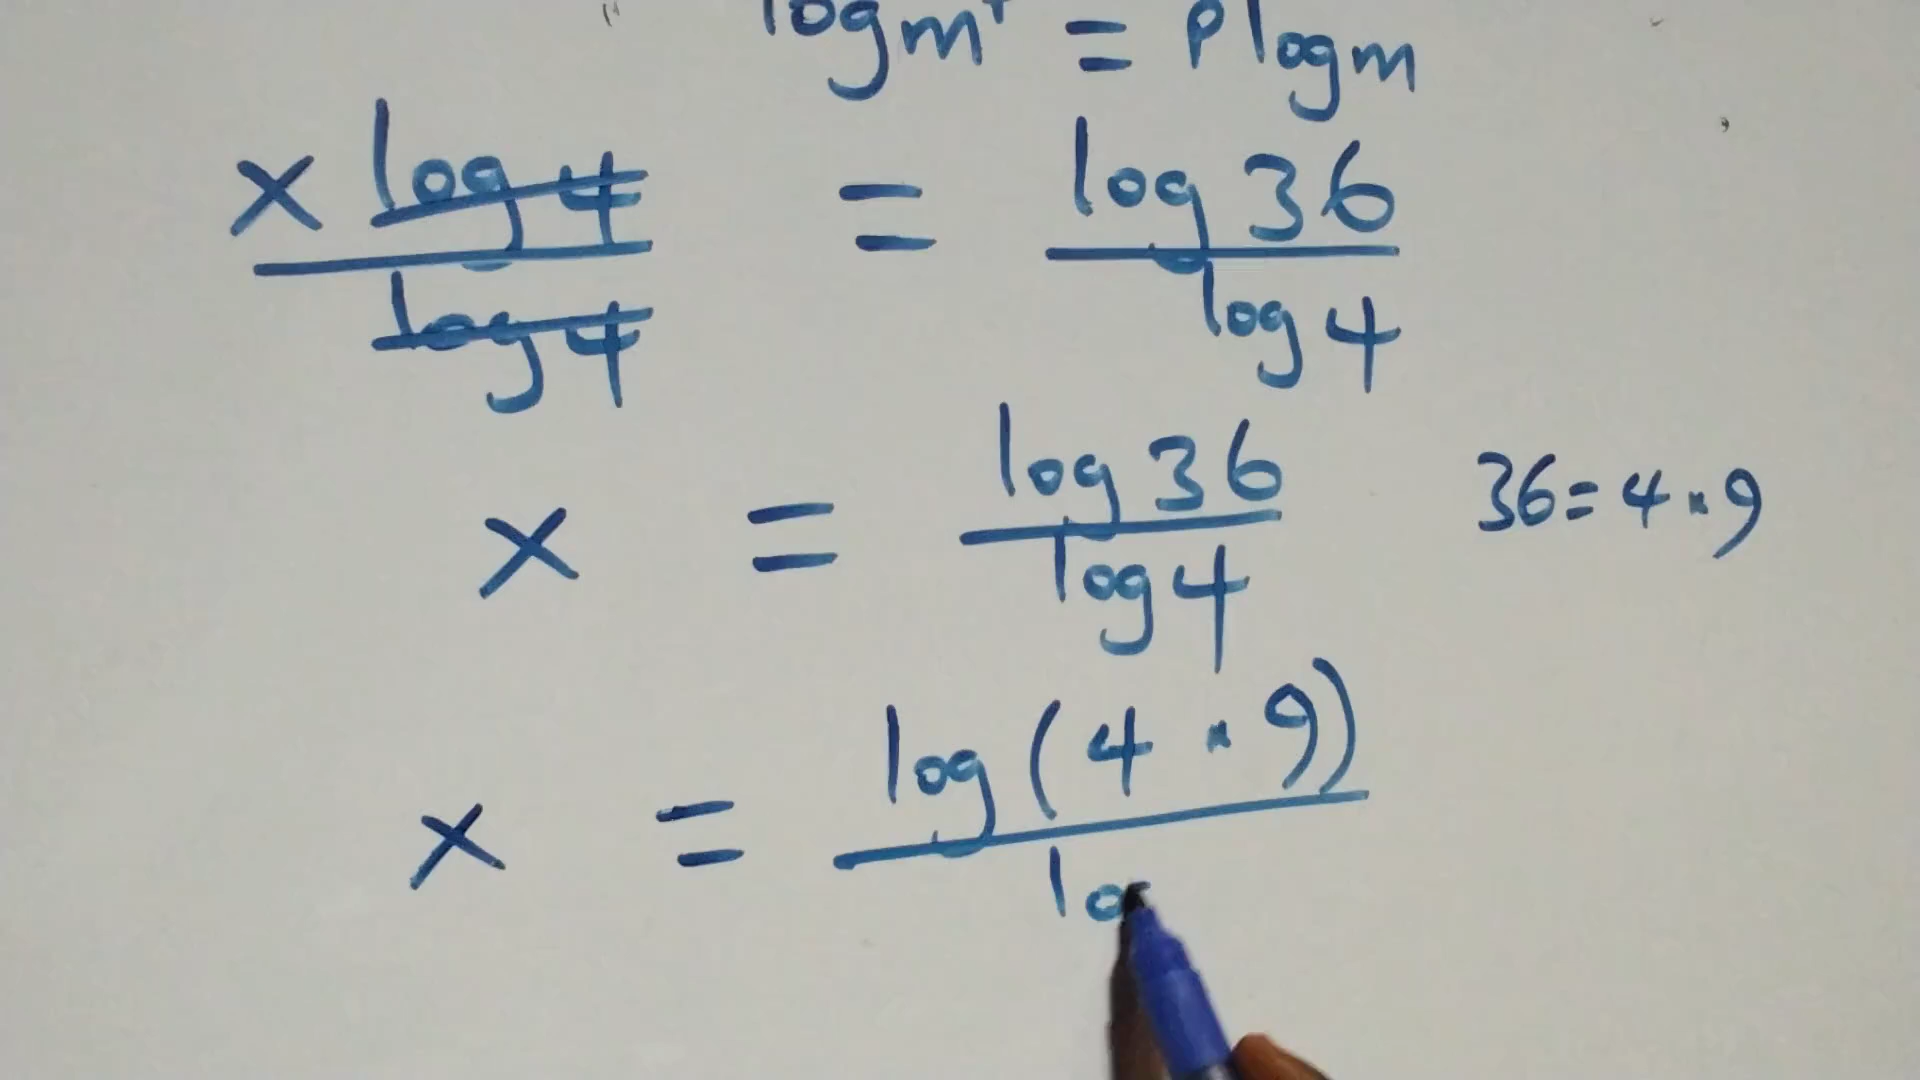 log m^p = P log m
x log 4 / log 4 = log 36 / log 4
x = log 36 / log 4
36 = 4 × 9
x = log (4 × 9) / lo